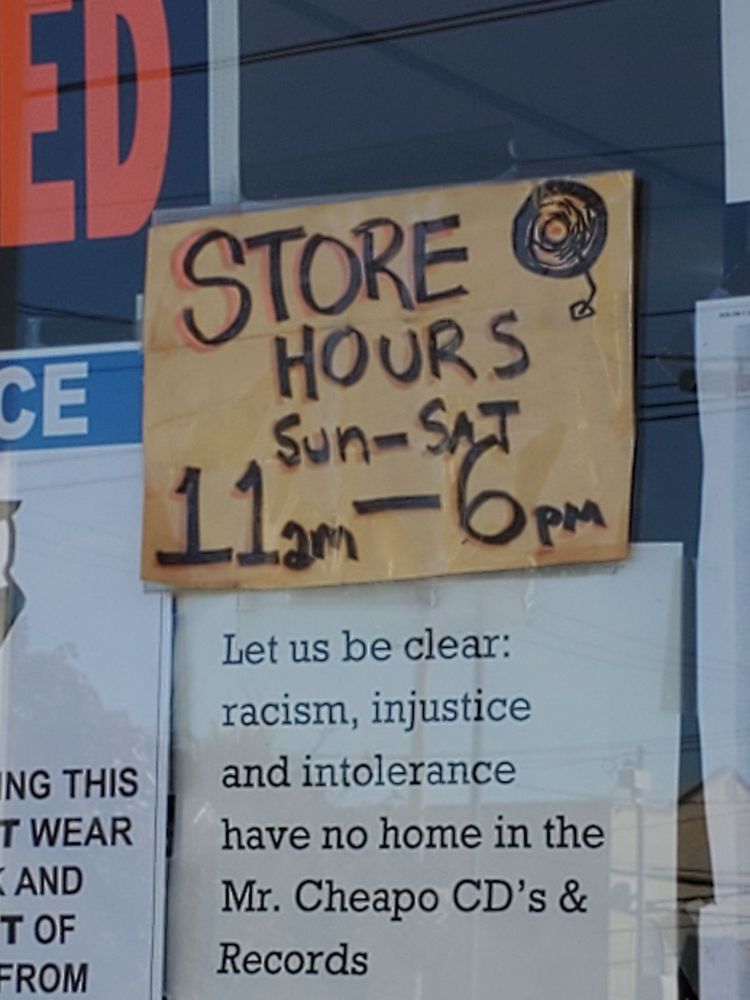 ED
STORE
HOURS
Sun-SAT
11am-6pm
CE
Let us be clear:
racism, injustice
and intolerance
have no home in the
Mr. Cheapo CD's &
Records
ING THIS
T WEAR
K AND
T OF
FROM